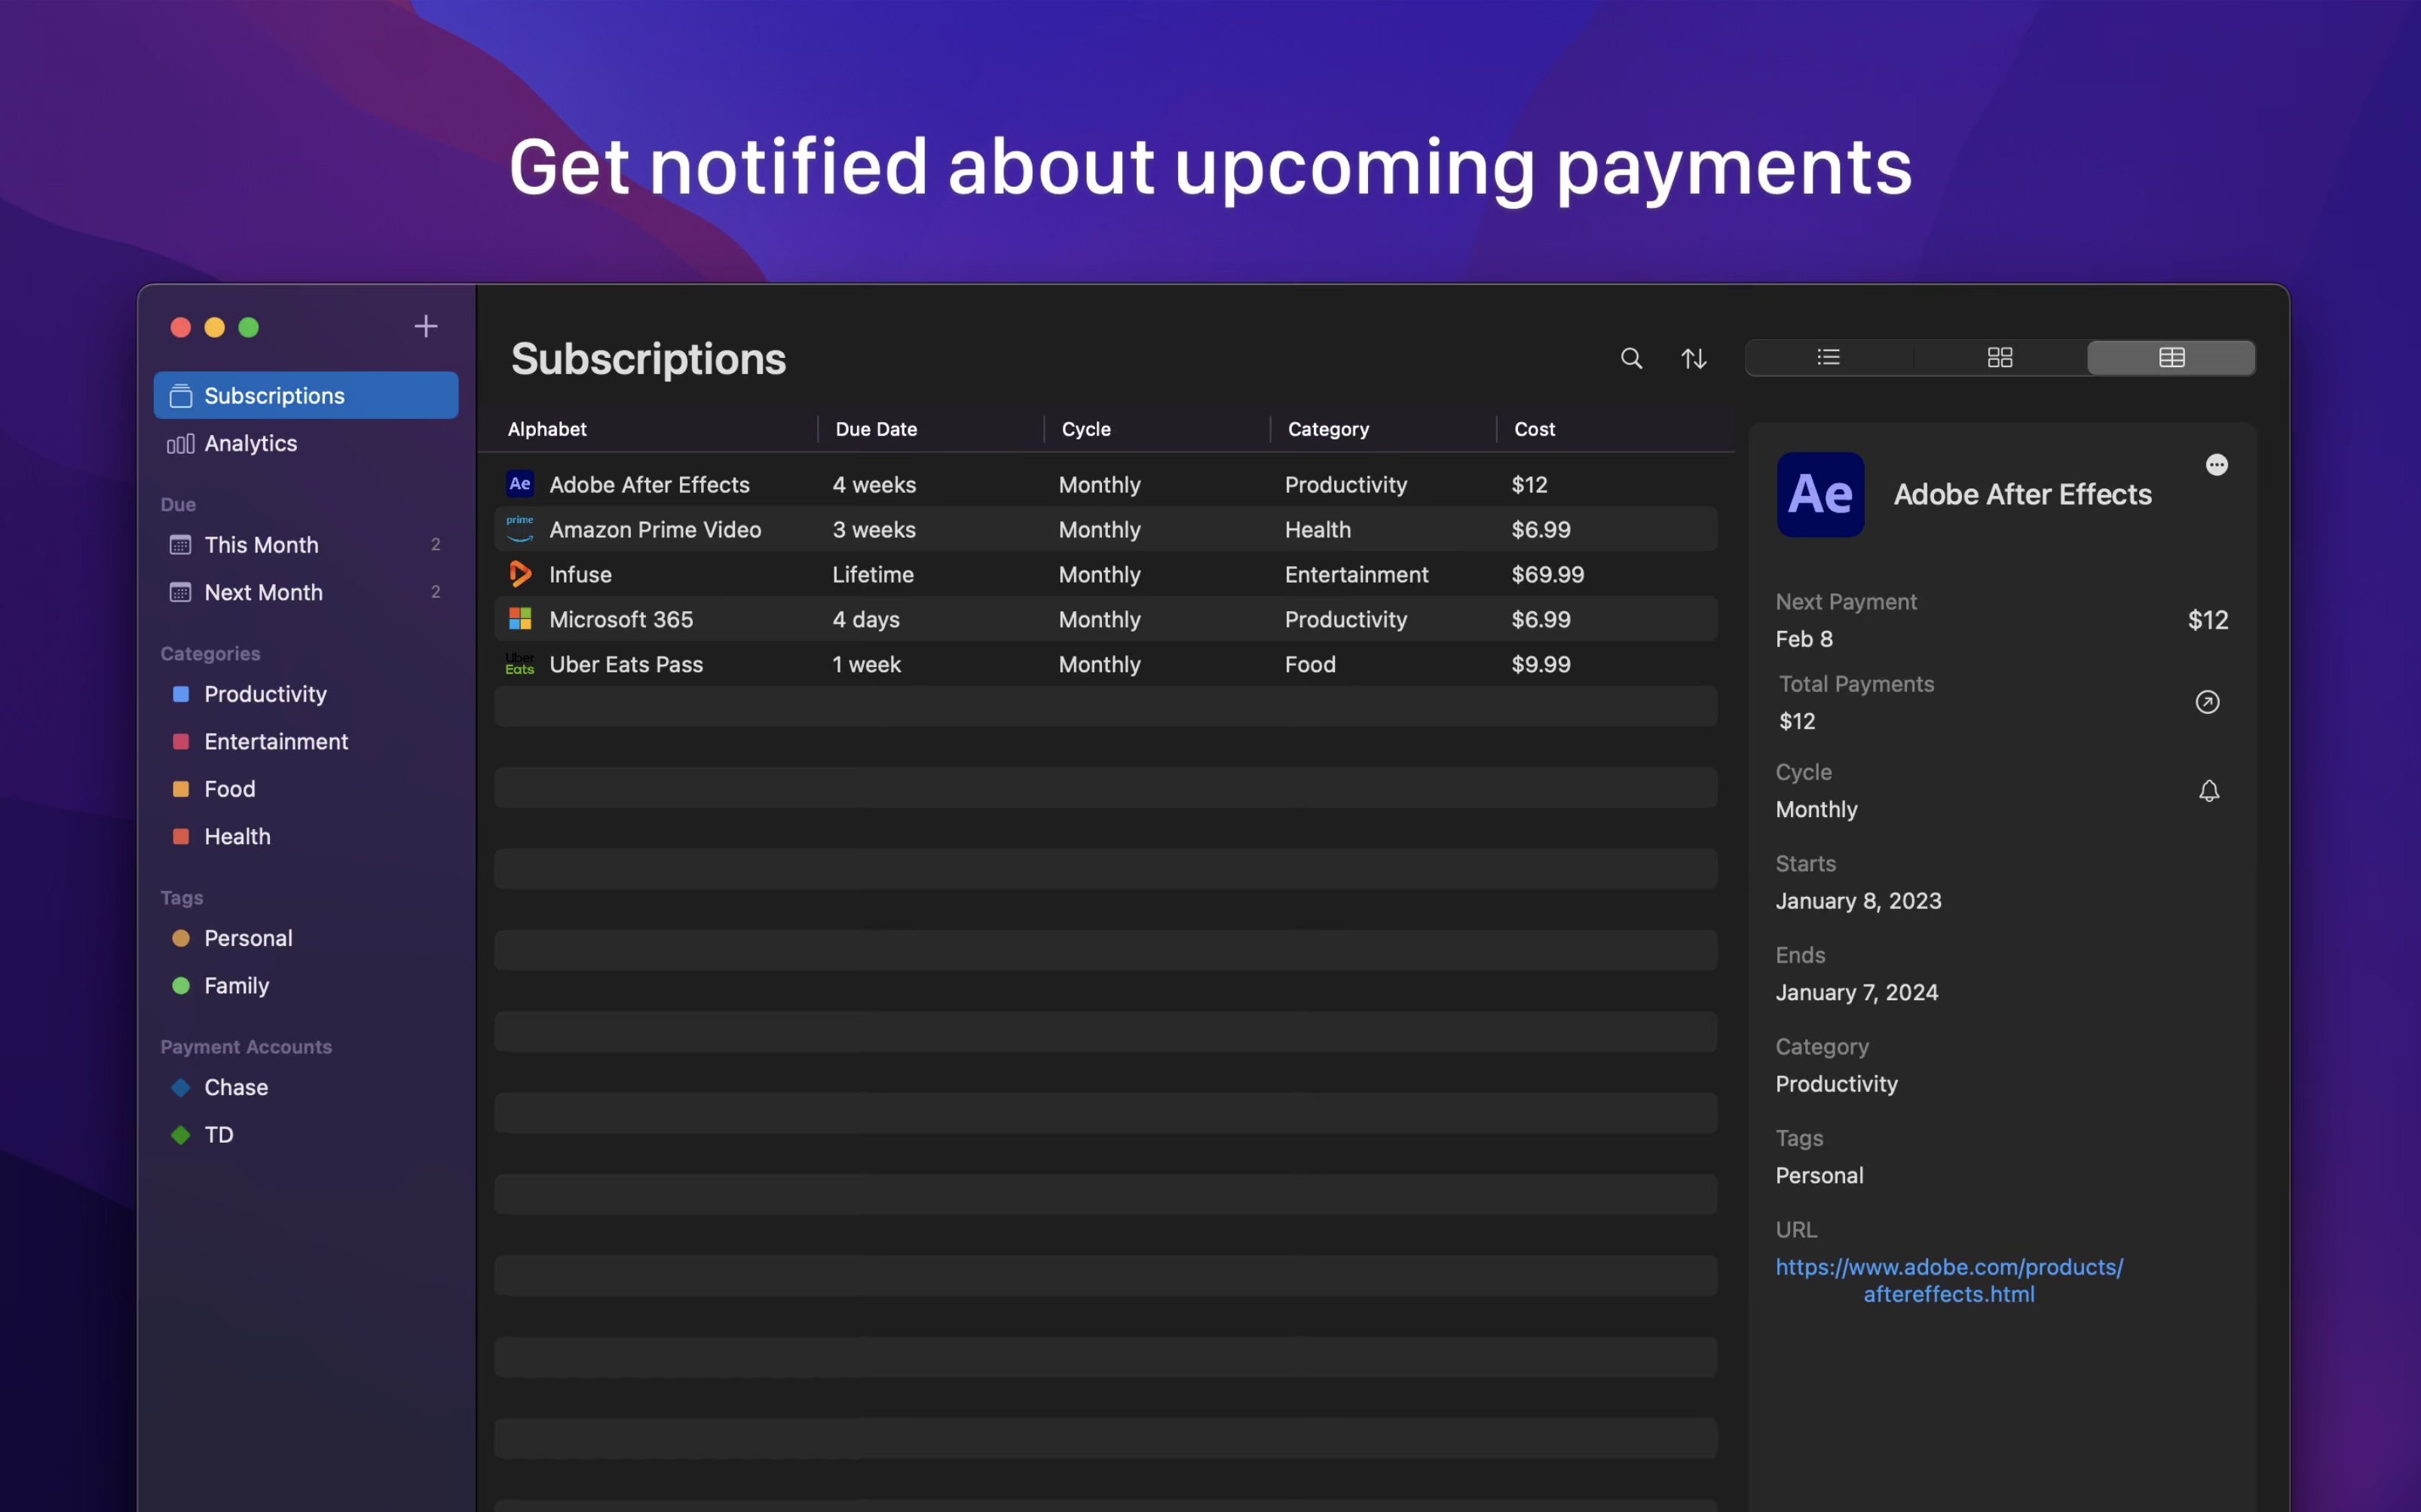 Get notified about upcoming payments
Subscriptions
Analytics
Due
This Month 2
Next Month 2
Categories
Productivity
Entertainment
Food
Health
Tags
Personal
Family
Payment Accounts
Chase
TD
Subscriptions
Alphabet Due Date Cycle Category Cost
Ae Adobe After Effects 4 weeks Monthly Productivity $12
prime Amazon Prime Video 3 weeks Monthly Health $6.99
Infuse Lifetime Monthly Entertainment $69.99
Microsoft 365 4 days Monthly Productivity $6.99
Uber Eats Uber Eats Pass 1 week Monthly Food $9.99
Ae Adobe After Effects
Next Payment
Feb 8
$12
Total Payments
$12
Cycle
Monthly
Starts
January 8, 2023
Ends
January 7, 2024
Category
Productivity
Tags
Personal
URL
https://www.adobe.com/products/
aftereffects.html